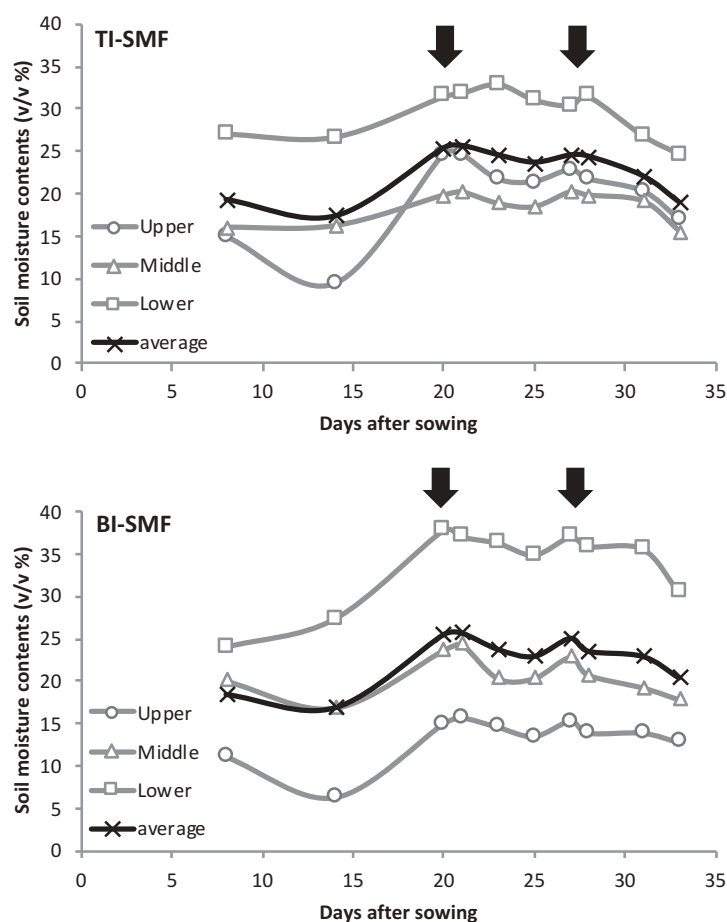 TI-SMF
Soil moisture contents (v/v %)
40
35
30
25
20
15
10
5
0
Upper
Middle
Lower
average
0 5 10 15 20 25 30 35
Days after sowing
BI-SMF
Soil moisture contents (v/v %)
40
35
30
25
20
15
10
5
0
Upper
Middle
Lower
average
0 5 10 15 20 25 30 35
Days after sowing